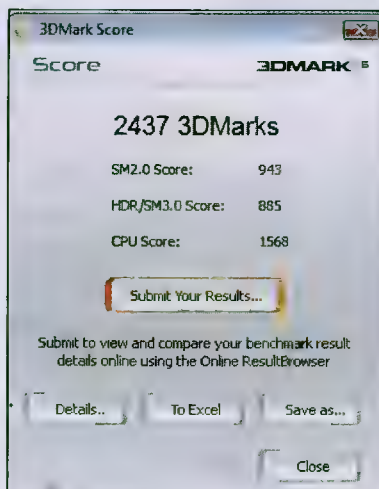 3DMark Score
Score 3DMARK 6
2437 3DMarks
SM2.0 Score: 943
HDR/SM3.0 Score: 885
CPU Score: 1568
Submit Your Results...
Submit to view and compare your benchmark result
details online using the Online ResultBrowser
Details.. To Excel Save as...
Close